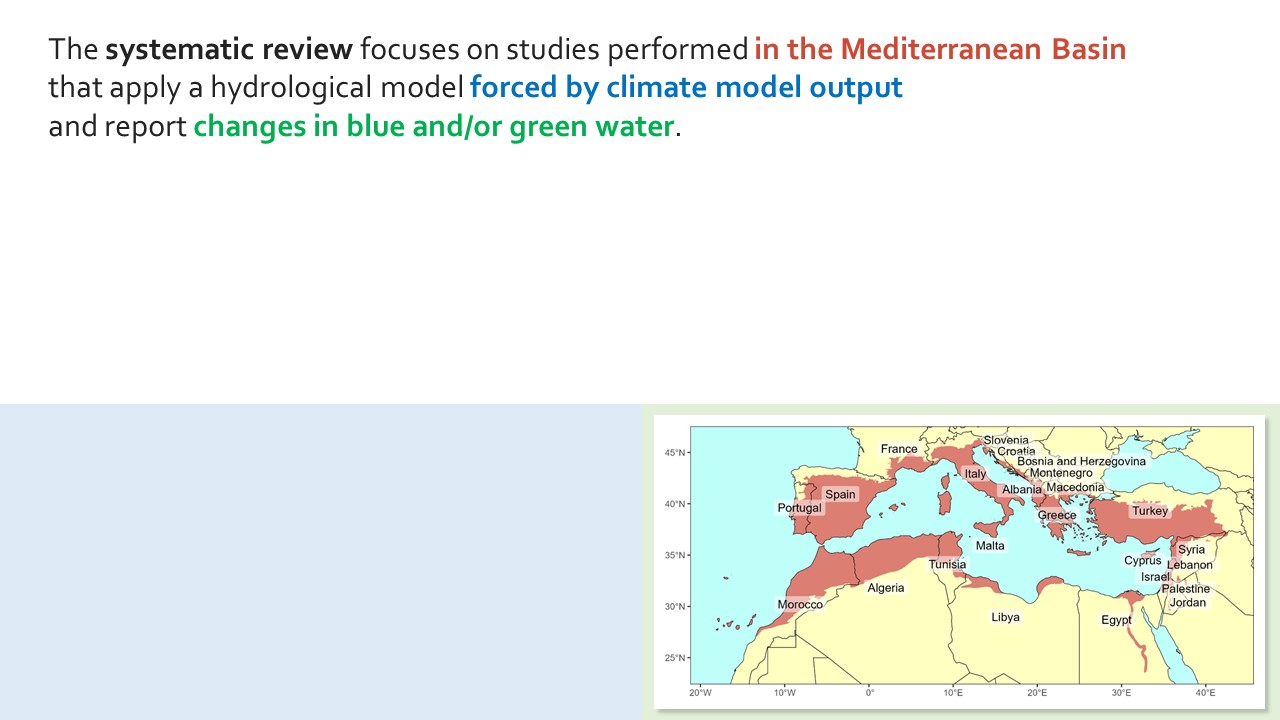 The systematic review focuses on studies performed in the Mediterranean Basin
that apply a hydrological model forced by climate model output
and report changes in blue and/or green water.
45°N
40°N
35°N
30°N
25°N
France
Slovenia
Croatia
Bosnia and Herzegovina
Montenegro
Italy
Albania
Macedonia
Spain
Portugal
Greece
Turkey
Malta
Syria
Cyprus
Lebanon
Tunisia
Israel
Algeria
Palestine
Jordan
Morocco
Libya
Egypt
20°W
10°W
0°
10°E
20°E
30°E
40°E